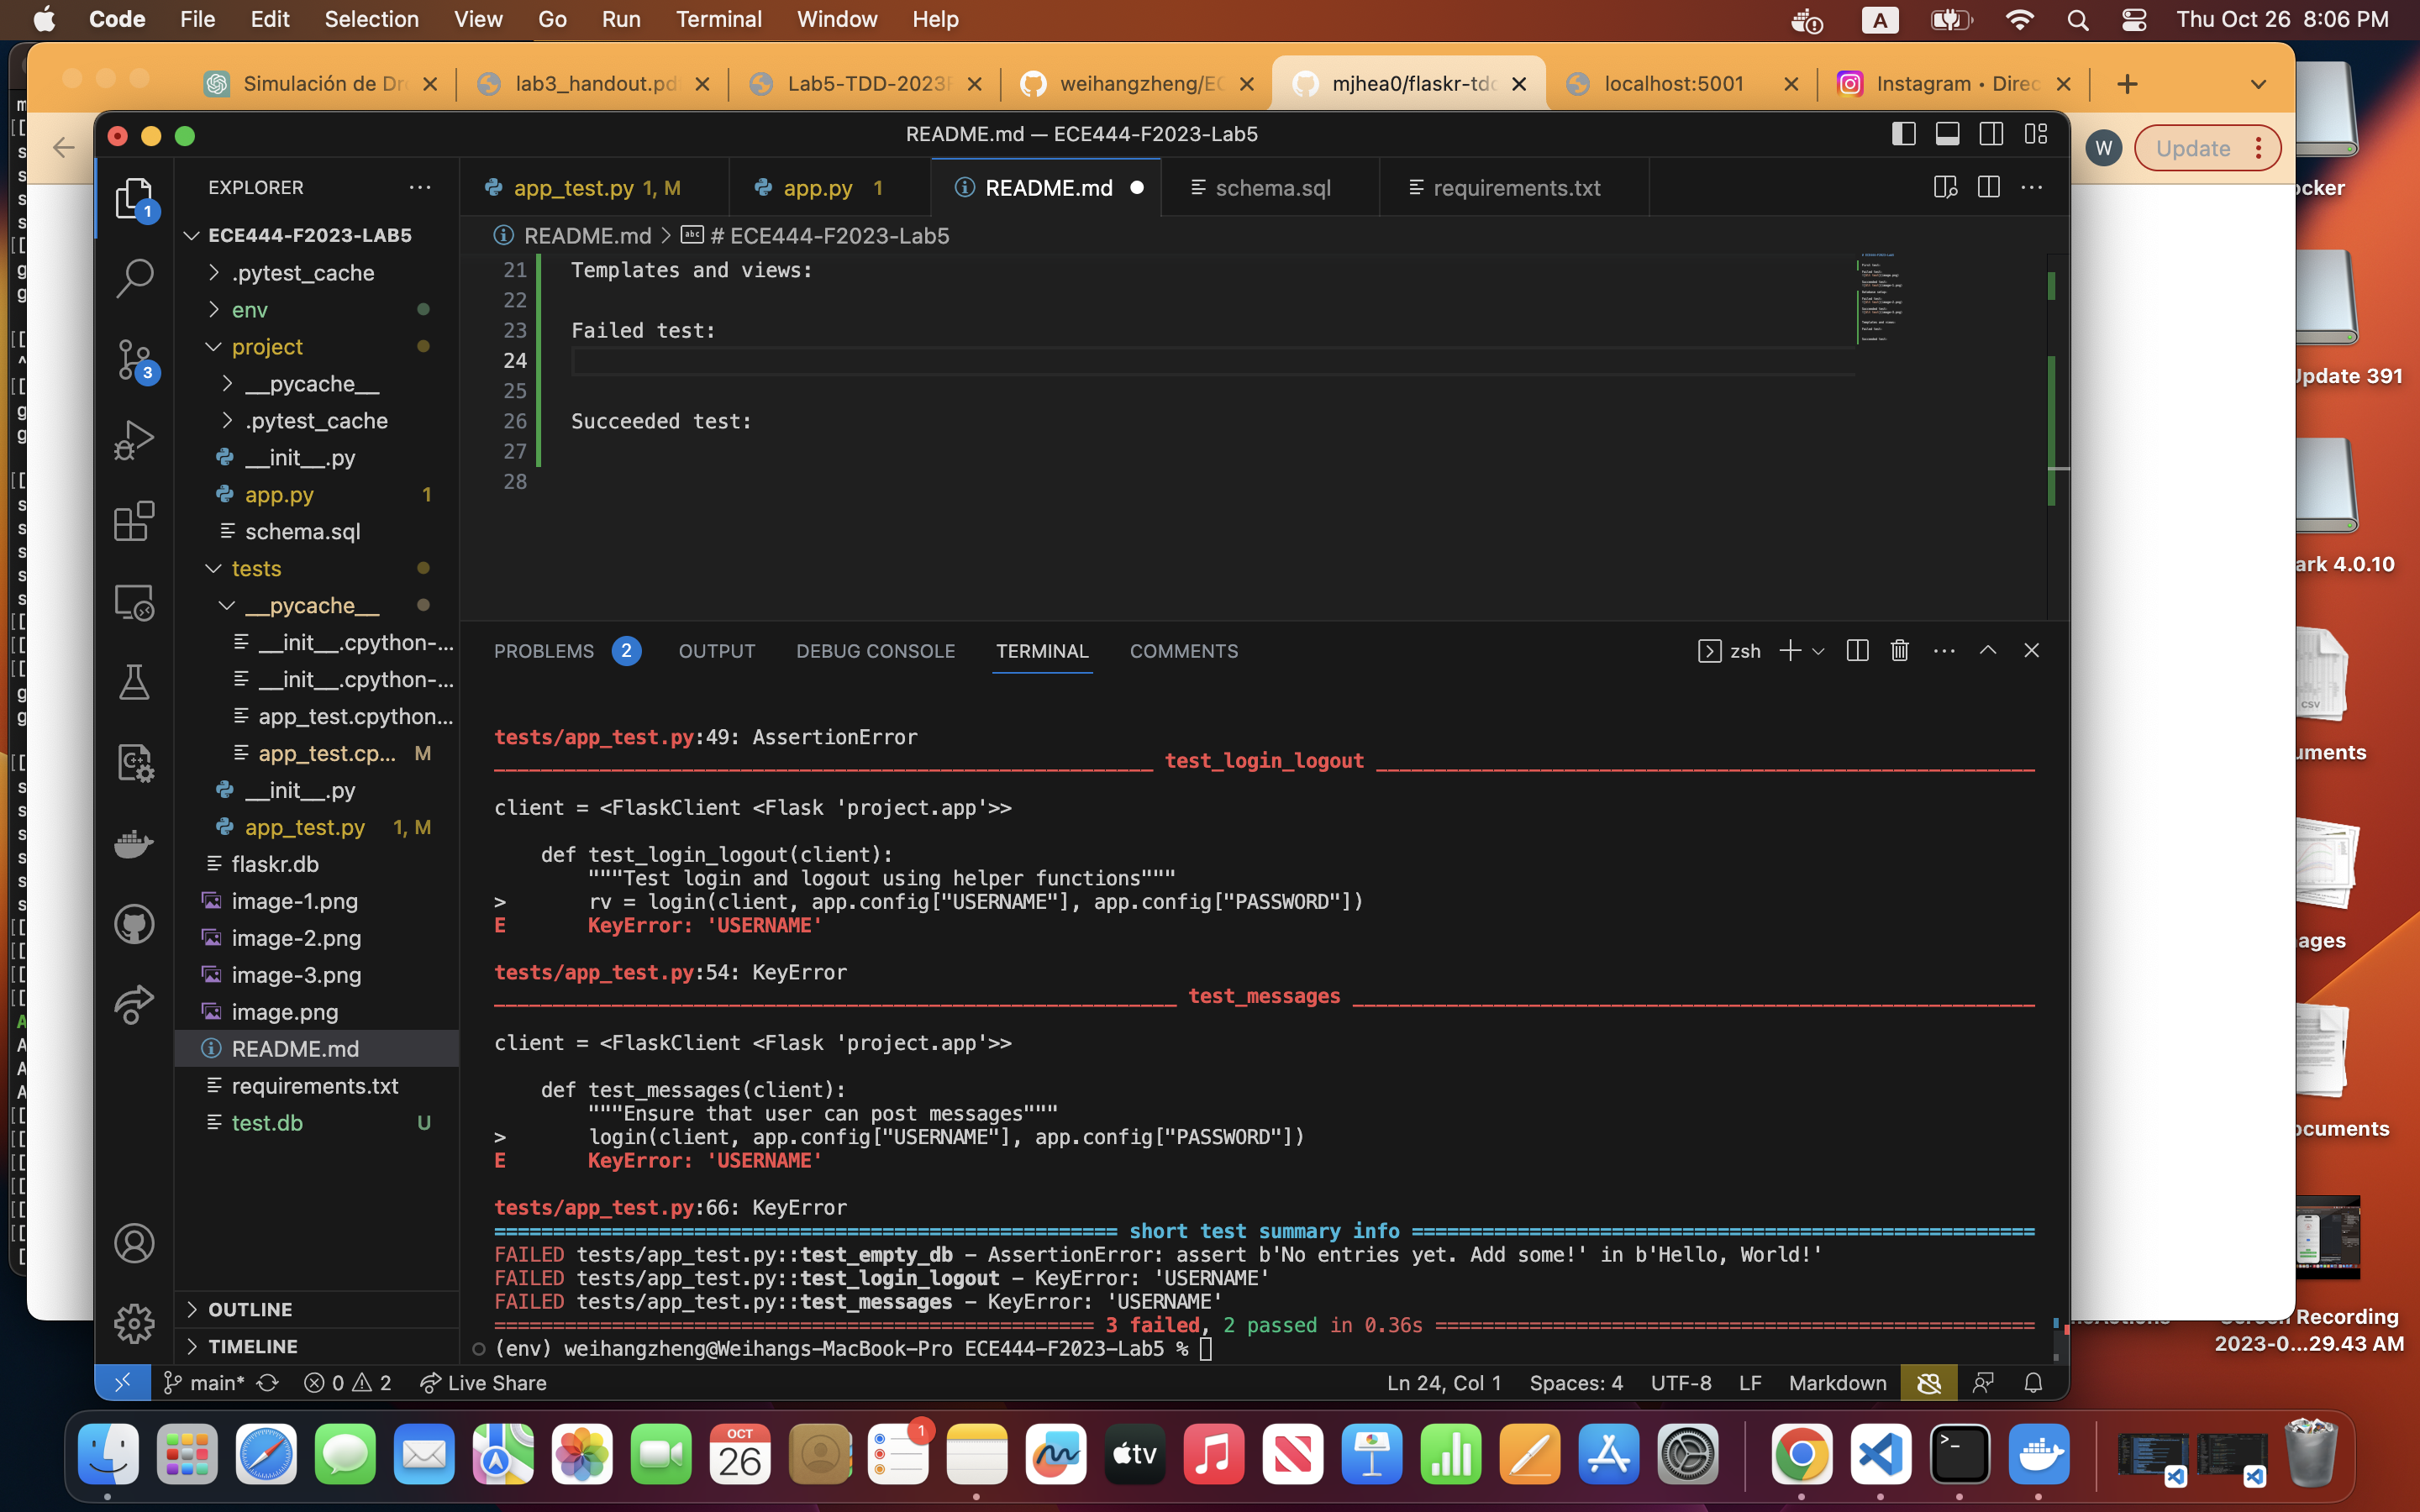 Code File Edit Selection View Go Run Terminal Window Help A Thu Oct 26 8:06 PM
Simulación de Dr lab3_handout.pd Lab5-TDD-2023F weihangzheng/EC mjhea0/flaskr-tdd localhost:5001 Instagram • Direc
README.md — ECE444-F2023-Lab5
W Update
EXPLORER
app_test.py 1, M app.py 1 README.md schema.sql requirements.txt
README.md > # ECE444-F2023-Lab5
1
3
ECE444-F2023-LAB5
.pytest_cache
env
project
__pycache__
.pytest_cache
__init__.py
app.py 1
schema.sql
tests
__pycache__
__init__.cpython-...
__init__.cpython-...
app_test.cpython...
app_test.cp... M
__init__.py
app_test.py 1, M
flaskr.db
image-1.png
image-2.png
image-3.png
image.png
README.md
requirements.txt
test.db U
OUTLINE
TIMELINE
21 Templates and views:
22
23 Failed test:
24
25
26 Succeeded test:
27
28
PROBLEMS 2 OUTPUT DEBUG CONSOLE TERMINAL COMMENTS zsh
tests/app_test.py:49: AssertionError
test_login_logout
client = <FlaskClient <Flask 'project.app'>>
def test_login_logout(client):
"""Test login and logout using helper functions"""
> rv = login(client, app.config["USERNAME"], app.config["PASSWORD"])
E KeyError: 'USERNAME'
tests/app_test.py:54: KeyError
test_messages
client = <FlaskClient <Flask 'project.app'>>
def test_messages(client):
"""Ensure that user can post messages"""
> login(client, app.config["USERNAME"], app.config["PASSWORD"])
E KeyError: 'USERNAME'
tests/app_test.py:66: KeyError
short test summary info
FAILED tests/app_test.py::test_empty_db - AssertionError: assert b'No entries yet. Add some!' in b'Hello, World!'
FAILED tests/app_test.py::test_login_logout - KeyError: 'USERNAME'
FAILED tests/app_test.py::test_messages - KeyError: 'USERNAME'
3 failed, 2 passed in 0.36s
(env) weihangzheng@Weihangs-MacBook-Pro ECE444-F2023-Lab5 %
main* 0 2 Live Share Ln 24, Col 1 Spaces: 4 UTF-8 LF Markdown
ocker
Update 391
ark 4.0.10
CSV
uments
ages
ocuments
Screen Recording
2023-0...29.43 AM
OCT
26
1
tv